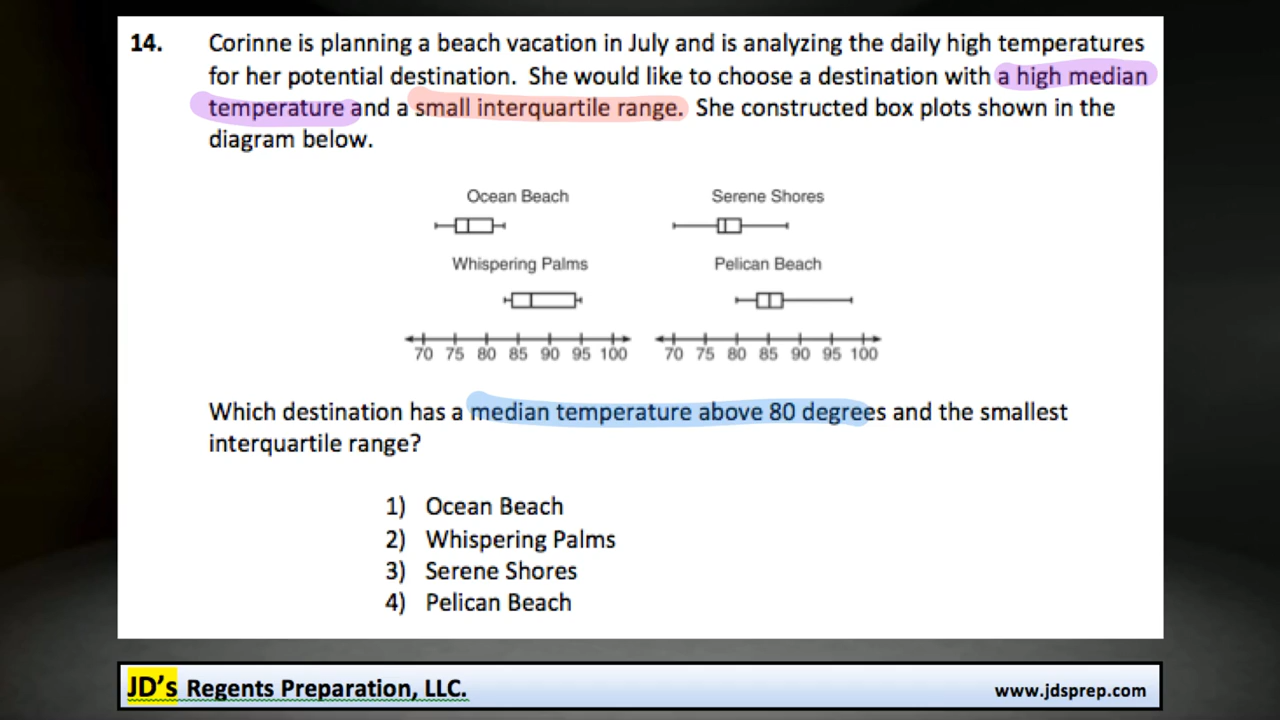 14. Corinne is planning a beach vacation in July and is analyzing the daily high temperatures
for her potential destination. She would like to choose a destination with a high median
temperature and a small interquartile range. She constructed box plots shown in the
diagram below.
Ocean Beach
Serene Shores
Whispering Palms
Pelican Beach
70 75 80 85 90 95 100
70 75 80 85 90 95 100
Which destination has a median temperature above 80 degrees and the smallest
interquartile range?
1) Ocean Beach
2) Whispering Palms
3) Serene Shores
4) Pelican Beach
JD's Regents Preparation, LLC.
www.jdsprep.com